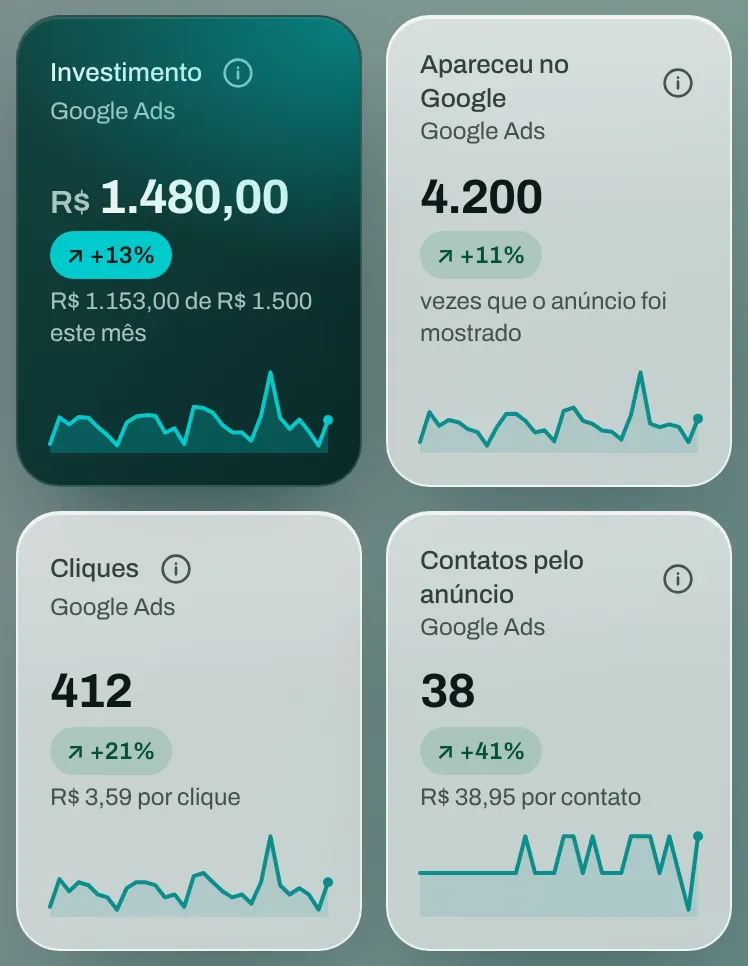 Investimento
Google Ads
R$ 1.480,00
+13%
R$ 1.153,00 de R$ 1.500
este mês
Apareceu no
Google
Google Ads
4.200
+11%
vezes que o anúncio foi
mostrado
Cliques
Google Ads
412
+21%
R$ 3,59 por clique
Contatos pelo
anúncio
Google Ads
38
+41%
R$ 38,95 por contato